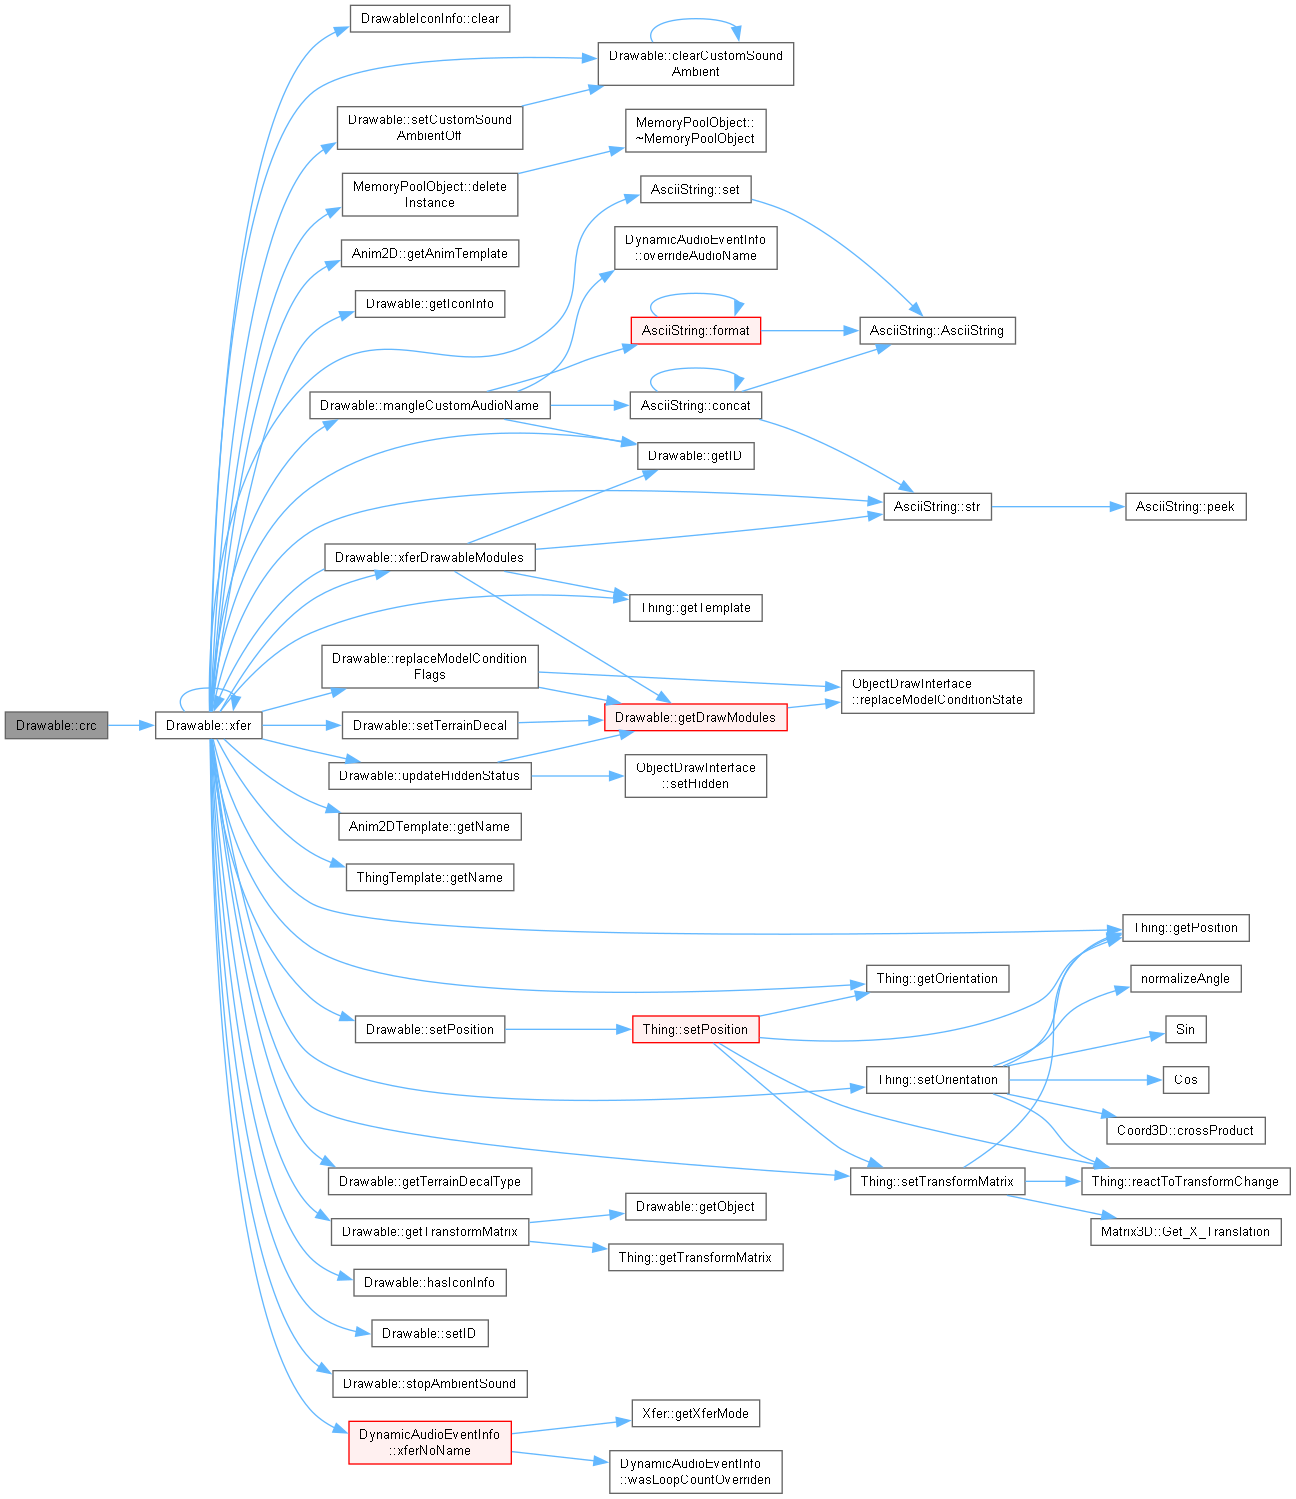 DrawableIconInfo::clear
Drawable::clearCustomSound
Ambient
Drawable::setCustomSound
AmbientOff
MemoryPoolObject::
~MemoryPoolObject
MemoryPoolObject::delete
Instance
AsciiString::set
DynamicAudioEventInfo
::overrideAudioName
Anim2D::getAnimTemplate
Drawable::getIconInfo
AsciiString::format
AsciiString::AsciiString
Drawable::mangleCustomAudioName
AsciiString::concat
Drawable::getID
AsciiString::str
AsciiString::peek
Drawable::xferDrawableModules
Thing::getTemplate
Drawable::replaceModelCondition
Flags
ObjectDrawInterface
::replaceModelConditionState
Drawable::crc
Drawable::xfer
Drawable::setTerrainDecal
Drawable::getDrawModules
Drawable::updateHiddenStatus
ObjectDrawInterface
::setHidden
Anim2DTemplate::getName
ThingTemplate::getName
Thing::getPosition
Thing::getOrientation
normalizeAngle
Drawable::setPosition
Thing::setPosition
Sin
Thing::setOrientation
Cos
Coord3D::crossProduct
Drawable::getTerrainDecalType
Thing::setTransformMatrix
Thing::reactToTransformChange
Drawable::getTransformMatrix
Drawable::getObject
Matrix3D::Get_X_Translation
Thing::getTransformMatrix
Drawable::hasIconInfo
Drawable::setID
Drawable::stopAmbientSound
DynamicAudioEventInfo
::xferNoName
Xfer::getXferMode
DynamicAudioEventInfo
::wasLoopCountOverriden